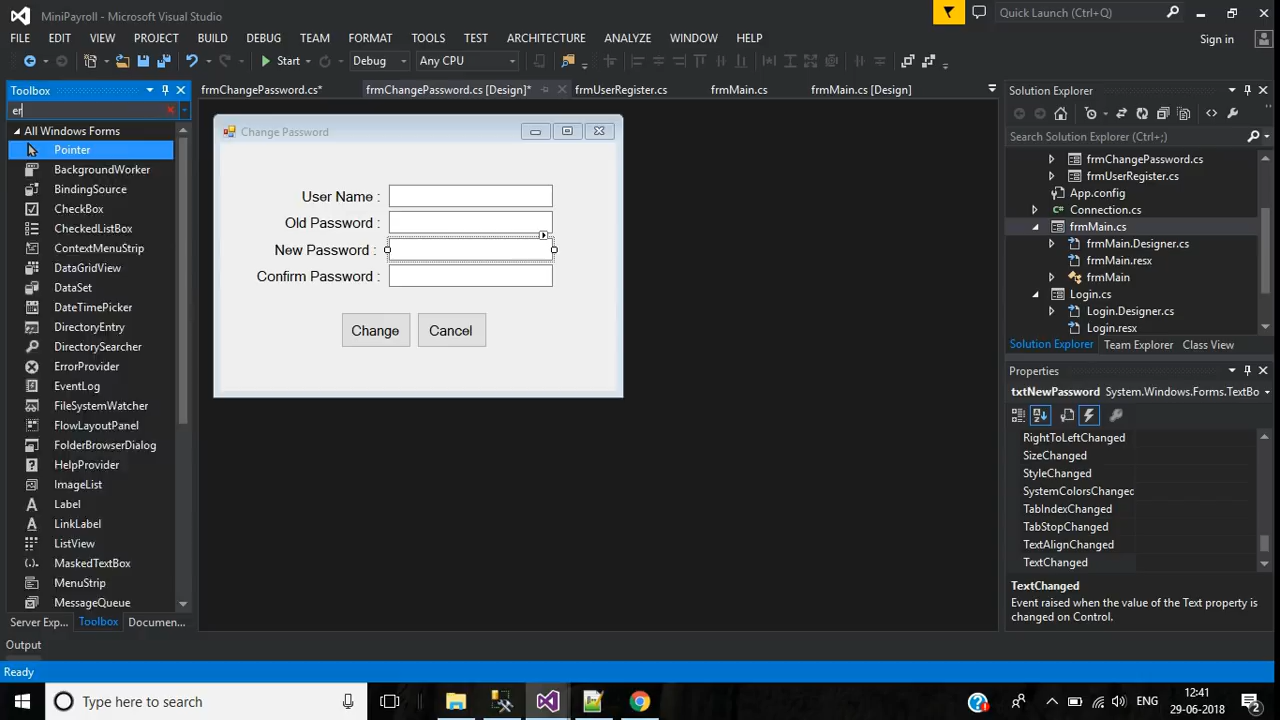 MiniPayroll - Microsoft Visual Studio
Quick Launch (Ctrl+Q)
FILE EDIT VIEW PROJECT BUILD DEBUG TEAM FORMAT TOOLS TEST ARCHITECTURE ANALYZE WINDOW HELP
Sign in
Start Debug Any CPU
Toolbox
er
All Windows Forms
Pointer
BackgroundWorker
BindingSource
CheckBox
CheckedListBox
ContextMenuStrip
DataGridView
DataSet
DateTimePicker
DirectoryEntry
DirectorySearcher
ErrorProvider
EventLog
FileSystemWatcher
FlowLayoutPanel
FolderBrowserDialog
HelpProvider
ImageList
Label
LinkLabel
ListView
MaskedTextBox
MenuStrip
MessageQueue
Server Exp... Toolbox Documen...
frmChangePassword.cs* frmChangePassword.cs [Design]* frmUserRegister.cs frmMain.cs frmMain.cs [Design]
Change Password
User Name :
Old Password :
New Password :
Confirm Password :
Change Cancel
Solution Explorer
Search Solution Explorer (Ctrl+;)
frmChangePassword.cs
frmUserRegister.cs
App.config
Connection.cs
frmMain.cs
frmMain.Designer.cs
frmMain.resx
frmMain
Login.cs
Login.Designer.cs
Login.resx
Solution Explorer Team Explorer Class View
Properties
txtNewPassword System.Windows.Forms.TextBo
RightToLeftChanged
SizeChanged
StyleChanged
SystemColorsChanged
TabIndexChanged
TabStopChanged
TextAlignChanged
TextChanged
TextChanged
Event raised when the value of the Text property is
changed on Control.
Output
Ready
Type here to search
ENG
12:41
29-06-2018
2